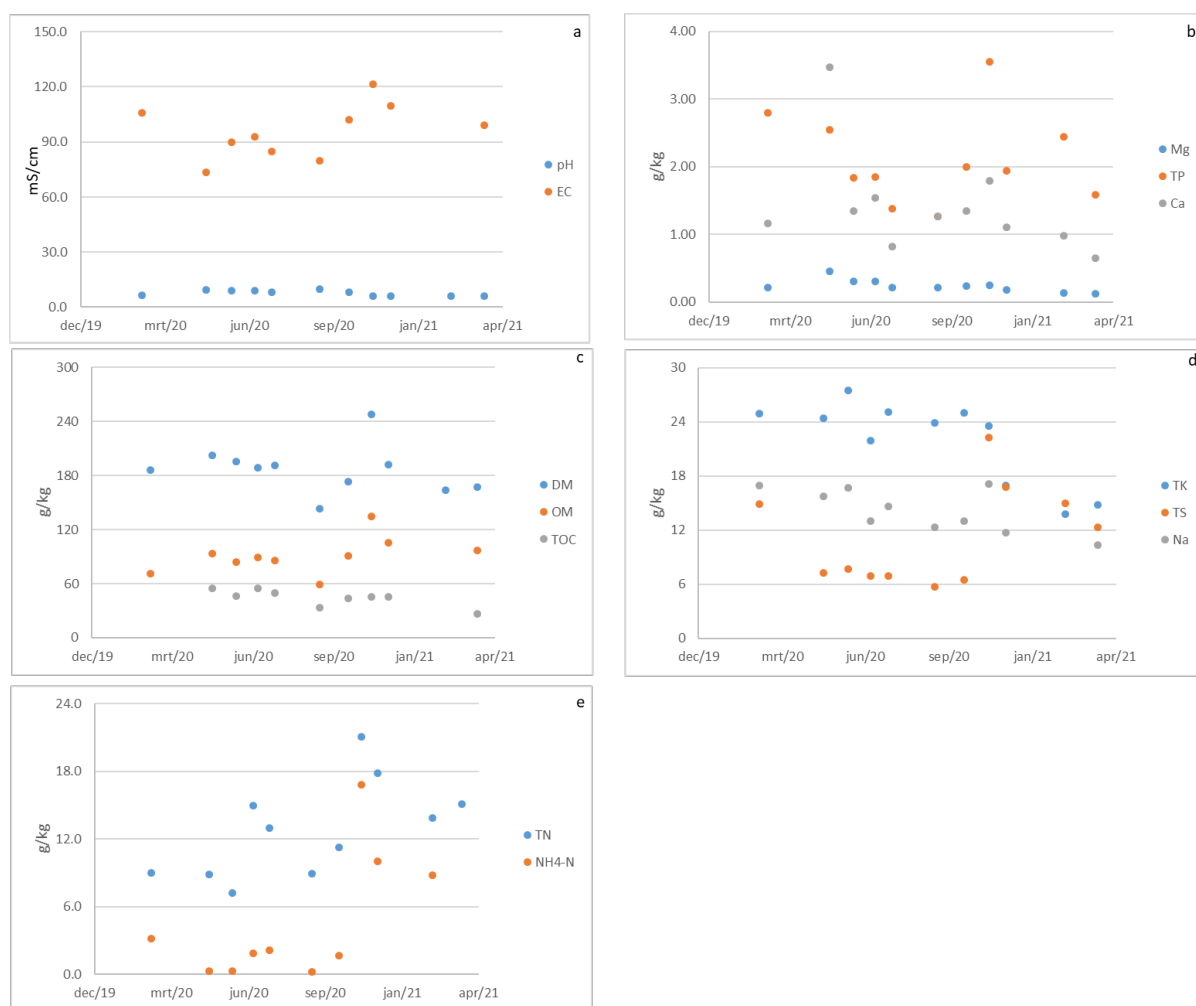 a
150.0
120.0
90.0
60.0
30.0
0.0
mS/cm
dec/19 mrt/20 jun/20 sep/20 jan/21 apr/21
pH
EC
b
4.00
3.00
2.00
1.00
0.00
g/kg
dec/19 mrt/20 jun/20 sep/20 jan/21 apr/21
Mg
TP
Ca
c
300
240
180
120
60
0
g/kg
dec/19 mrt/20 jun/20 sep/20 jan/21 apr/21
DM
OM
TOC
d
30
24
18
12
6
0
g/kg
dec/19 mrt/20 jun/20 sep/20 jan/21 apr/21
TK
TS
Na
e
24.0
18.0
12.0
6.0
0.0
g/kg
dec/19 mrt/20 jun/20 sep/20 jan/21 apr/21
TN
NH4-N